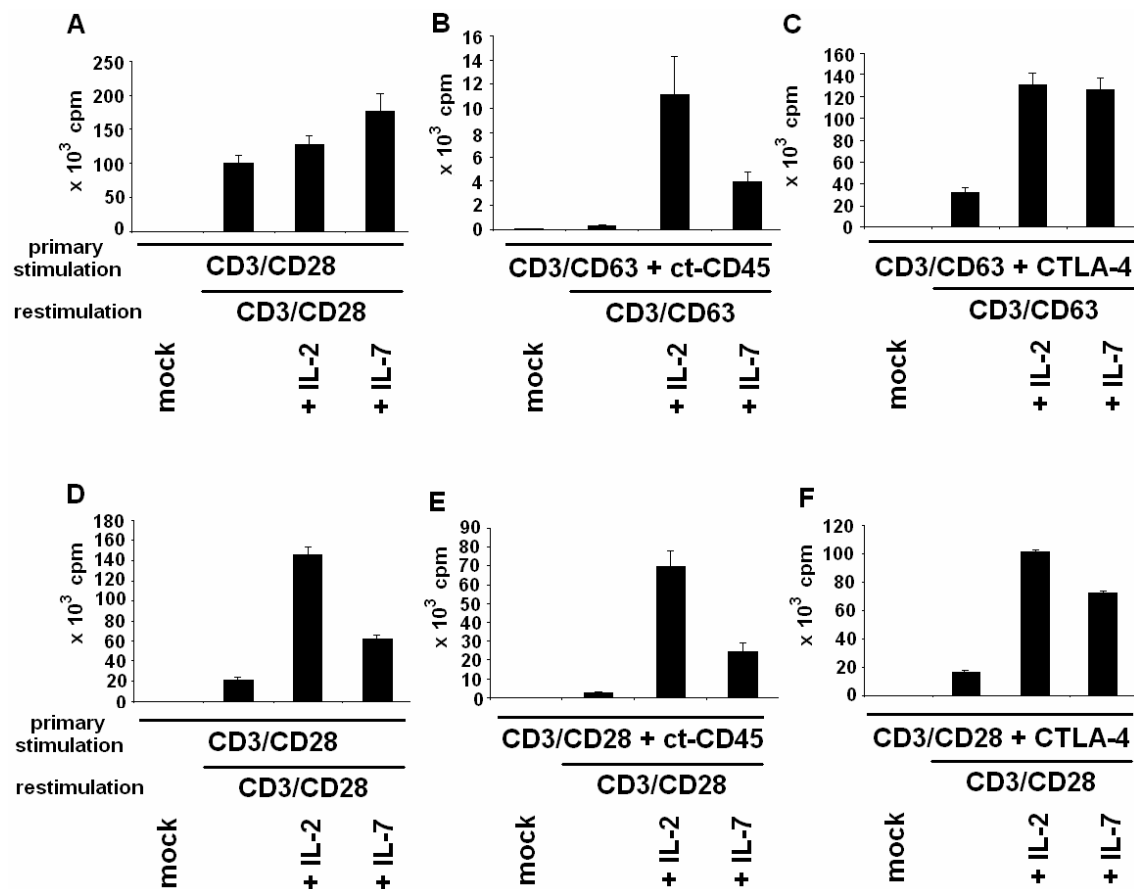 A
x 10³ cpm
250
200
150
100
50
0
B
x 10³ cpm
16
14
12
10
8
6
4
2
0
C
x 10³ cpm
160
140
120
100
80
60
40
20
0
primary
stimulation
CD3/CD28
CD3/CD63 + ct-CD45
CD3/CD63 + CTLA-4
restimulation
CD3/CD28
CD3/CD63
CD3/CD63
mock
+ IL-2
+ IL-7
mock
+ IL-2
+ IL-7
mock
+ IL-2
+ IL-7
D
x 10³ cpm
180
160
140
120
100
80
60
40
20
0
E
x 10³ cpm
90
80
70
60
50
40
30
20
10
0
F
x 10³ cpm
120
100
80
60
40
20
0
primary
stimulation
CD3/CD28
CD3/CD28 + ct-CD45
CD3/CD28 + CTLA-4
restimulation
CD3/CD28
CD3/CD28
CD3/CD28
mock
+ IL-2
+ IL-7
mock
+ IL-2
+ IL-7
mock
+ IL-2
+ IL-7